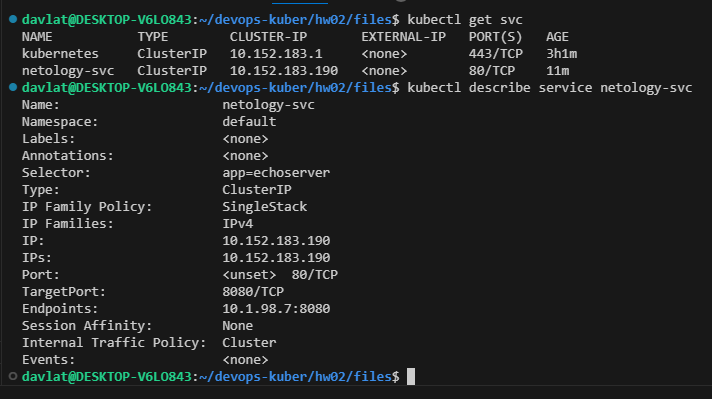 davlat@DESKTOP-V6LO843:~/devops-kuber/hw02/files$ kubectl get svc
NAME TYPE CLUSTER-IP EXTERNAL-IP PORT(S) AGE
kubernetes ClusterIP 10.152.183.1 <none> 443/TCP 3h1m
netology-svc ClusterIP 10.152.183.190 <none> 80/TCP 11m
davlat@DESKTOP-V6LO843:~/devops-kuber/hw02/files$ kubectl describe service netology-svc
Name: netology-svc
Namespace: default
Labels: <none>
Annotations: <none>
Selector: app=echoserver
Type: ClusterIP
IP Family Policy: SingleStack
IP Families: IPv4
IP: 10.152.183.190
IPs: 10.152.183.190
Port: <unset> 80/TCP
TargetPort: 8080/TCP
Endpoints: 10.1.98.7:8080
Session Affinity: None
Internal Traffic Policy: Cluster
Events: <none>
davlat@DESKTOP-V6LO843:~/devops-kuber/hw02/files$